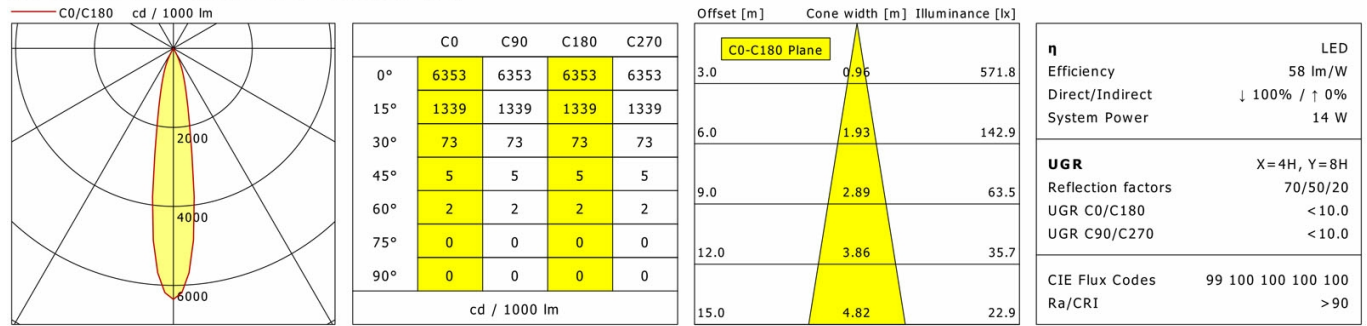 C0/C180 cd / 1000 lm
2000
4000
6000
C0 C90 C180 C270
0° 6353 6353 6353 6353
15° 1339 1339 1339 1339
30° 73 73 73 73
45° 5 5 5 5
60° 2 2 2 2
75° 0 0 0 0
90° 0 0 0 0
cd / 1000 lm
Offset [m] Cone width [m] Illuminance [lx]
C0-C180 Plane
3.0 0.96 571.8
6.0 1.93 142.9
9.0 2.89 63.5
12.0 3.86 35.7
15.0 4.82 22.9
η LED
Efficiency 58 lm/W
Direct/Indirect ↓ 100% / ↑ 0%
System Power 14 W
UGR X=4H, Y=8H
Reflection factors 70/50/20
UGR C0/C180 <10.0
UGR C90/C270 <10.0
CIE Flux Codes 99 100 100 100 100
Ra/CRI >90